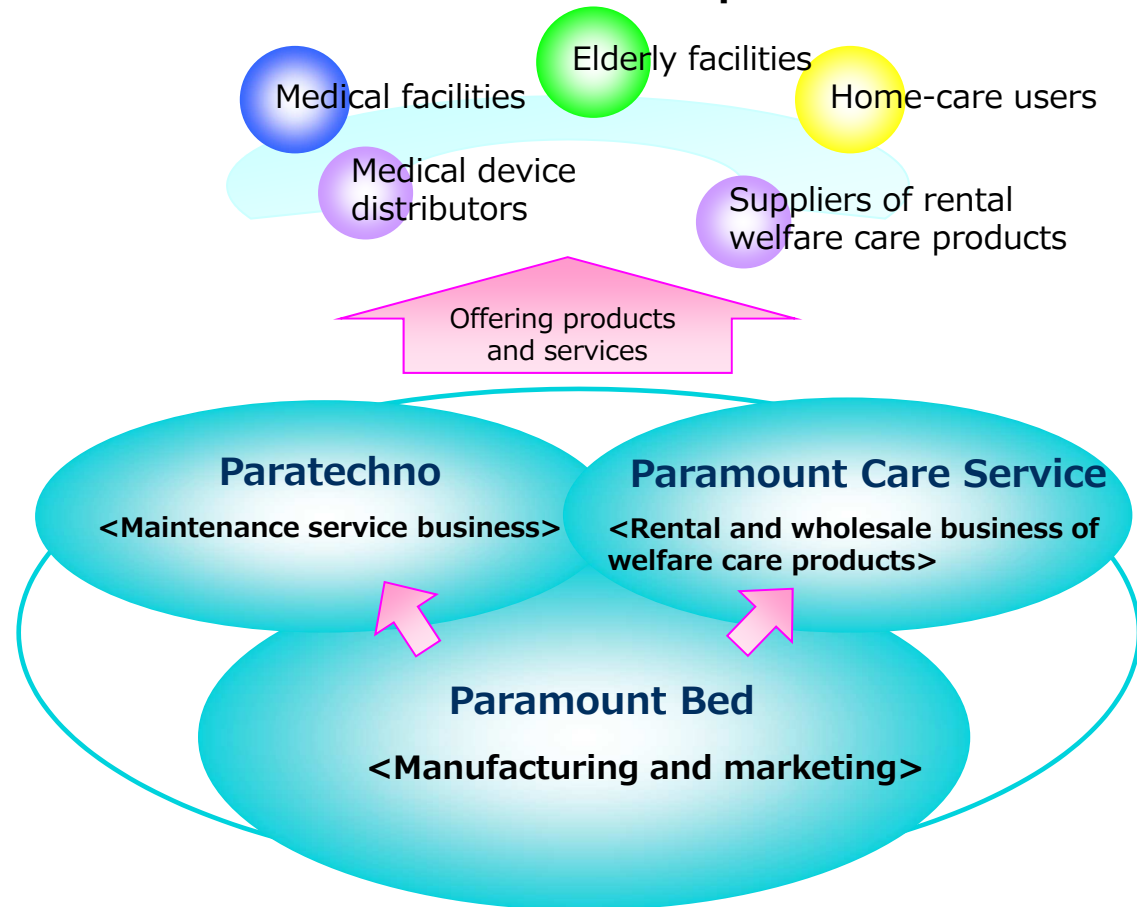 Elderly facilities
Medical facilities
Home-care users
Medical device
distributors
Suppliers of rental
welfare care products
Offering products
and services
Paratechno
<Maintenance service business>
Paramount Care Service
<Rental and wholesale business of
welfare care products>
Paramount Bed
<Manufacturing and marketing>